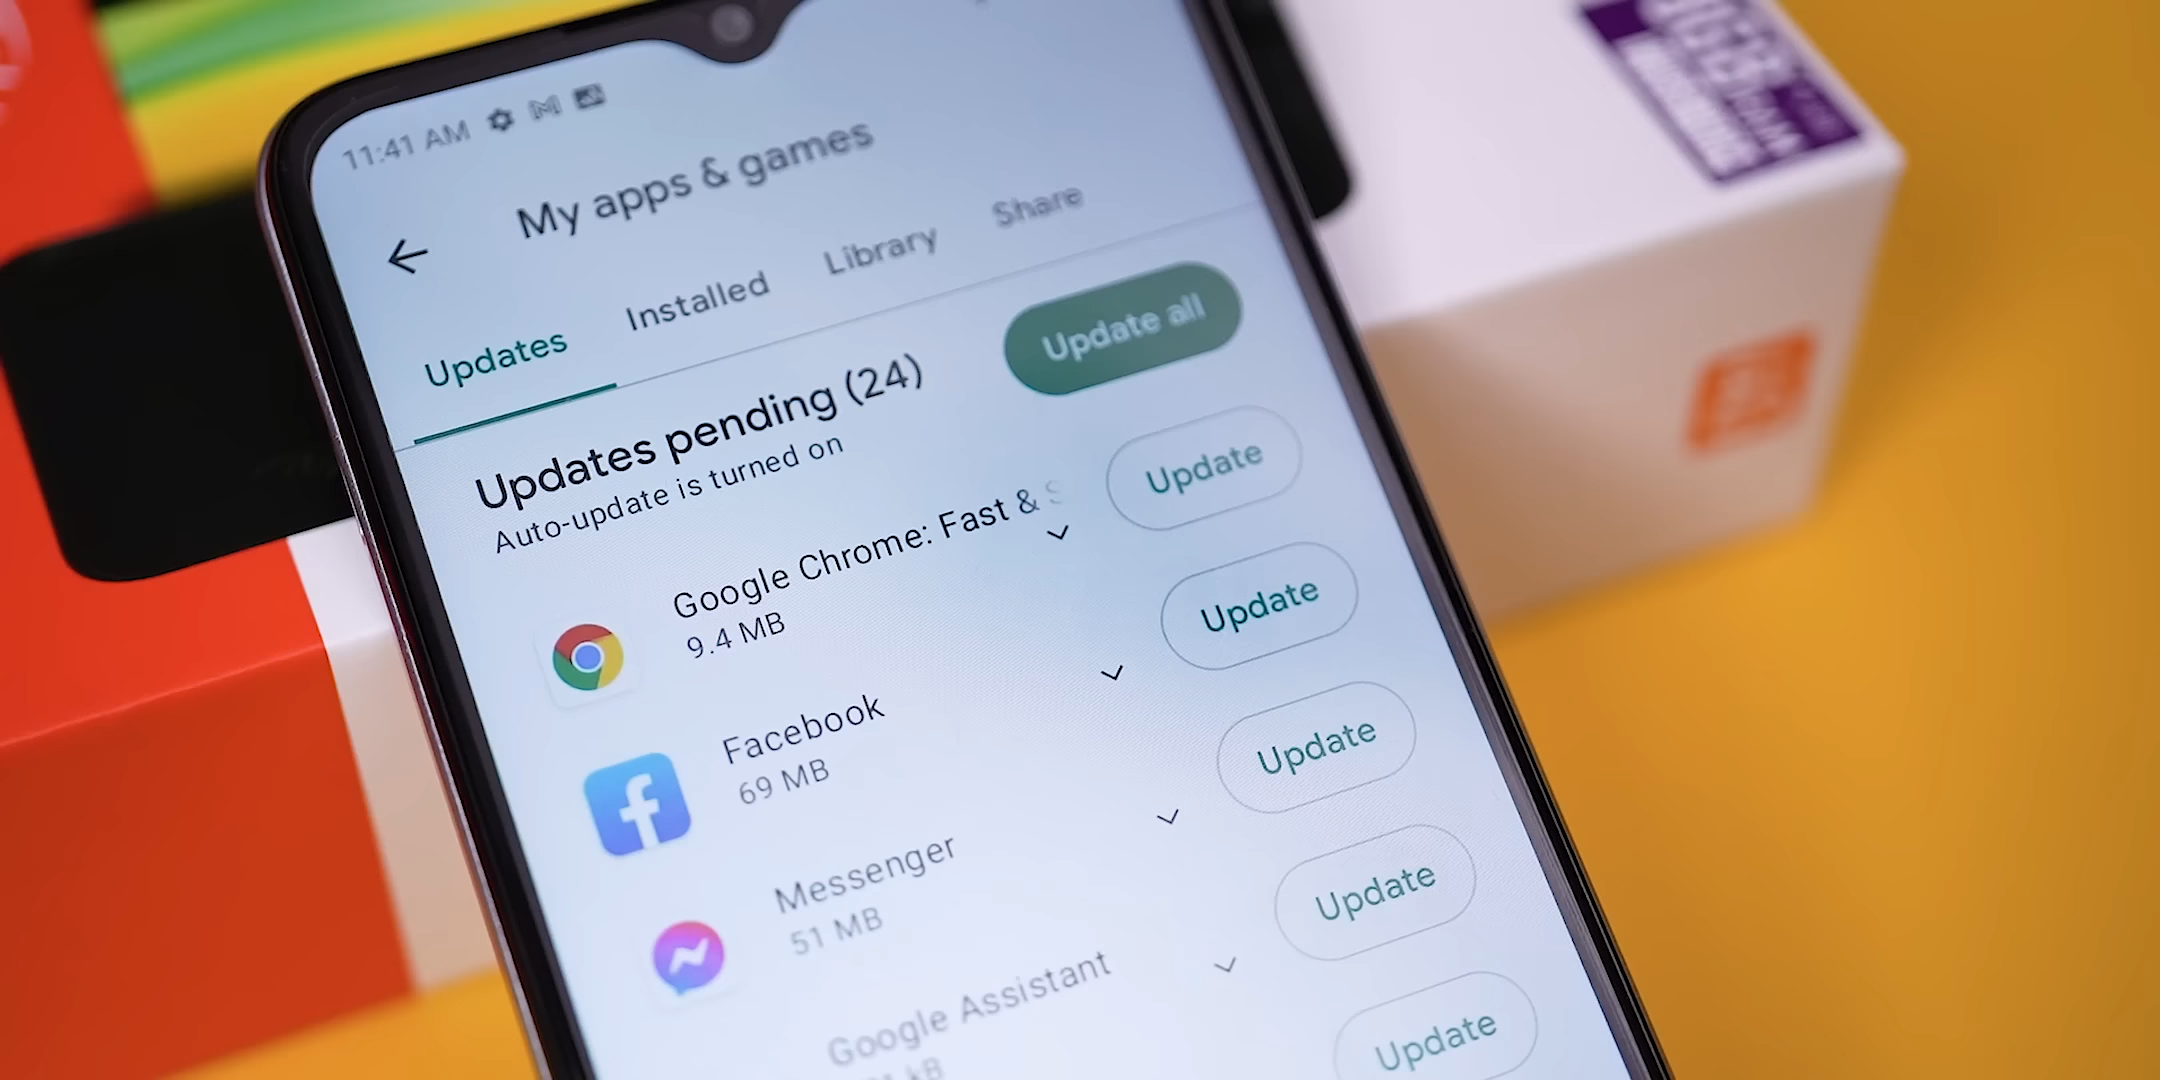 11:41 AM
My apps & games
Updates Installed Library Share
Updates pending (24)
Update all
Auto-update is turned on
Google Chrome: Fast & S
Update
9.4 MB
Facebook
Update
69 MB
Messenger
Update
51 MB
Google Assistant
Update
kB
Update